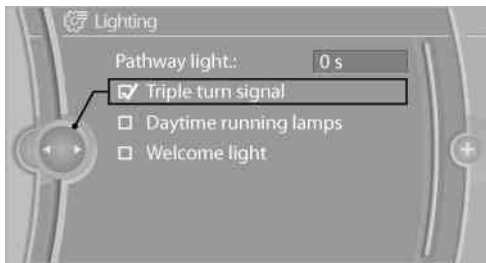 Lighting
Pathway light.: 0 s
Triple turn signal
Daytime running lamps
Welcome light